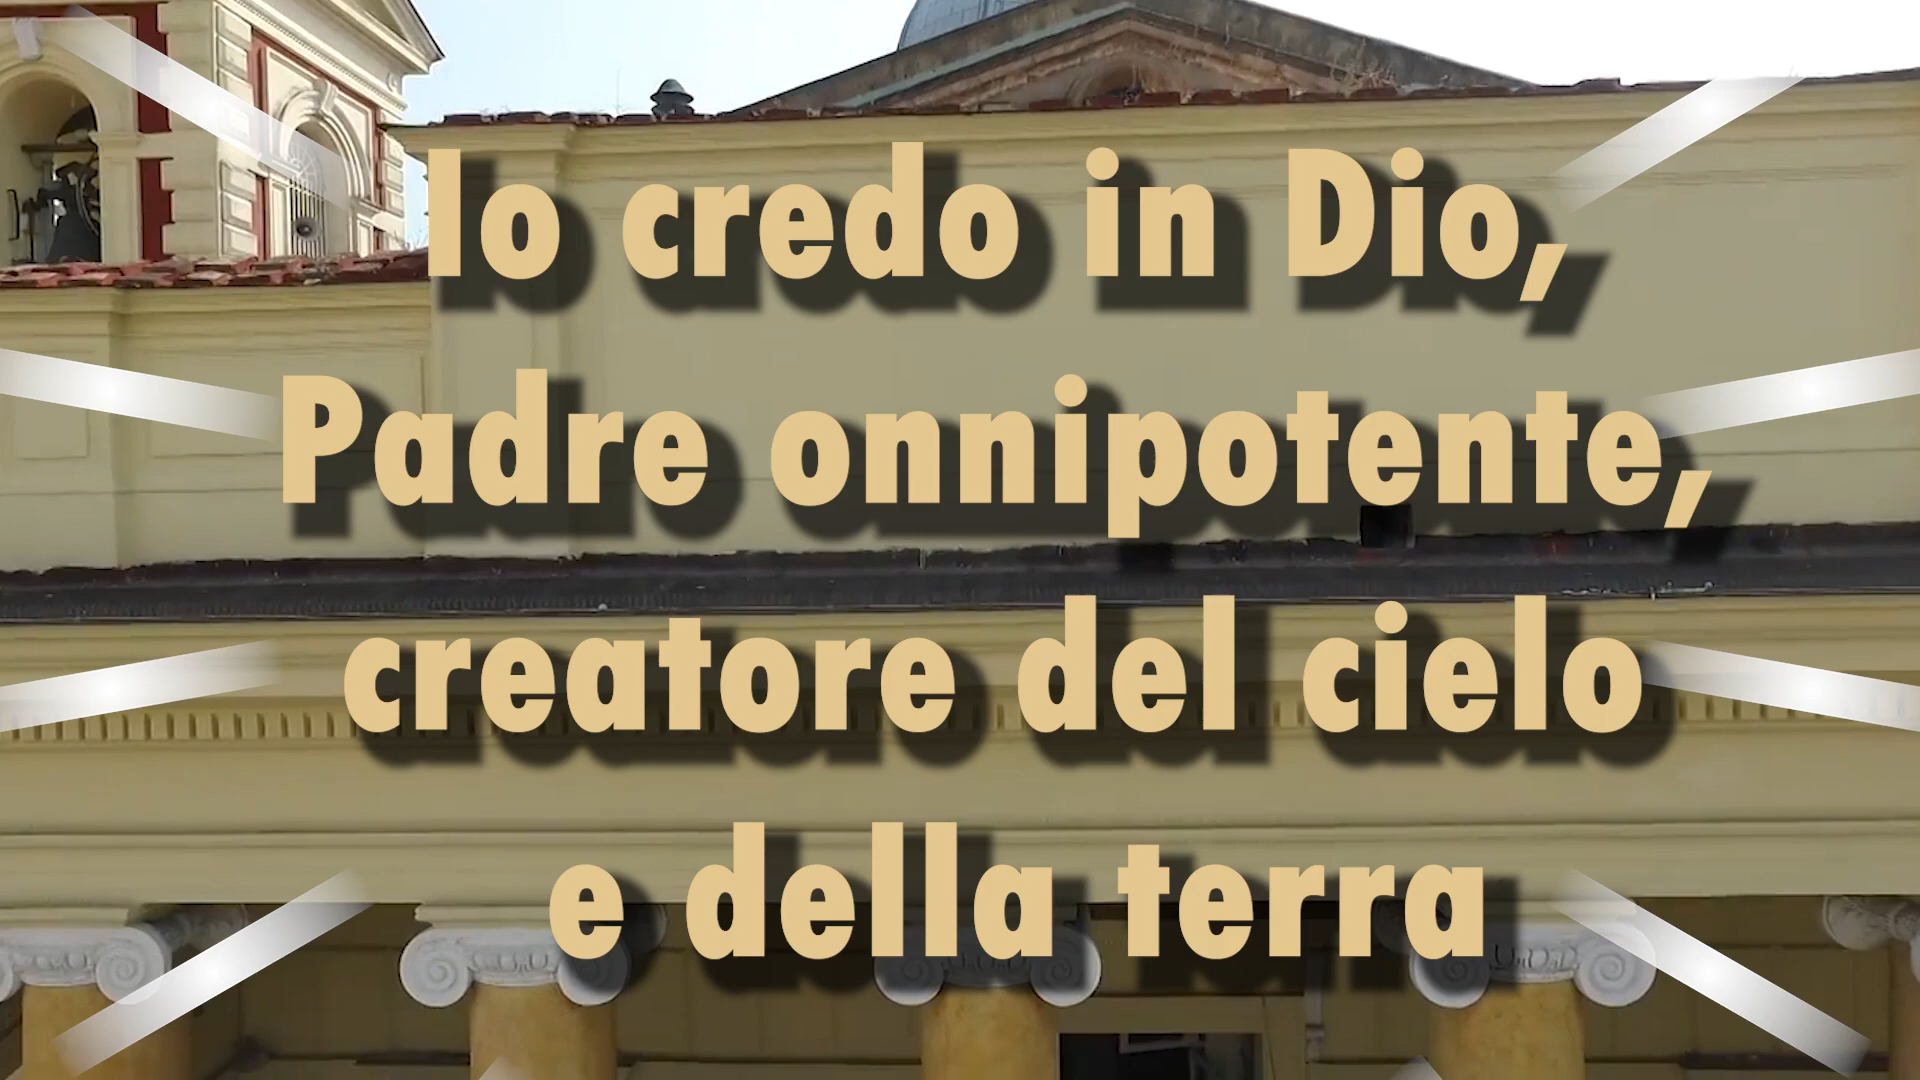 Io credo in Dio,
Padre onnipotente,
creatore del cielo
e della terra